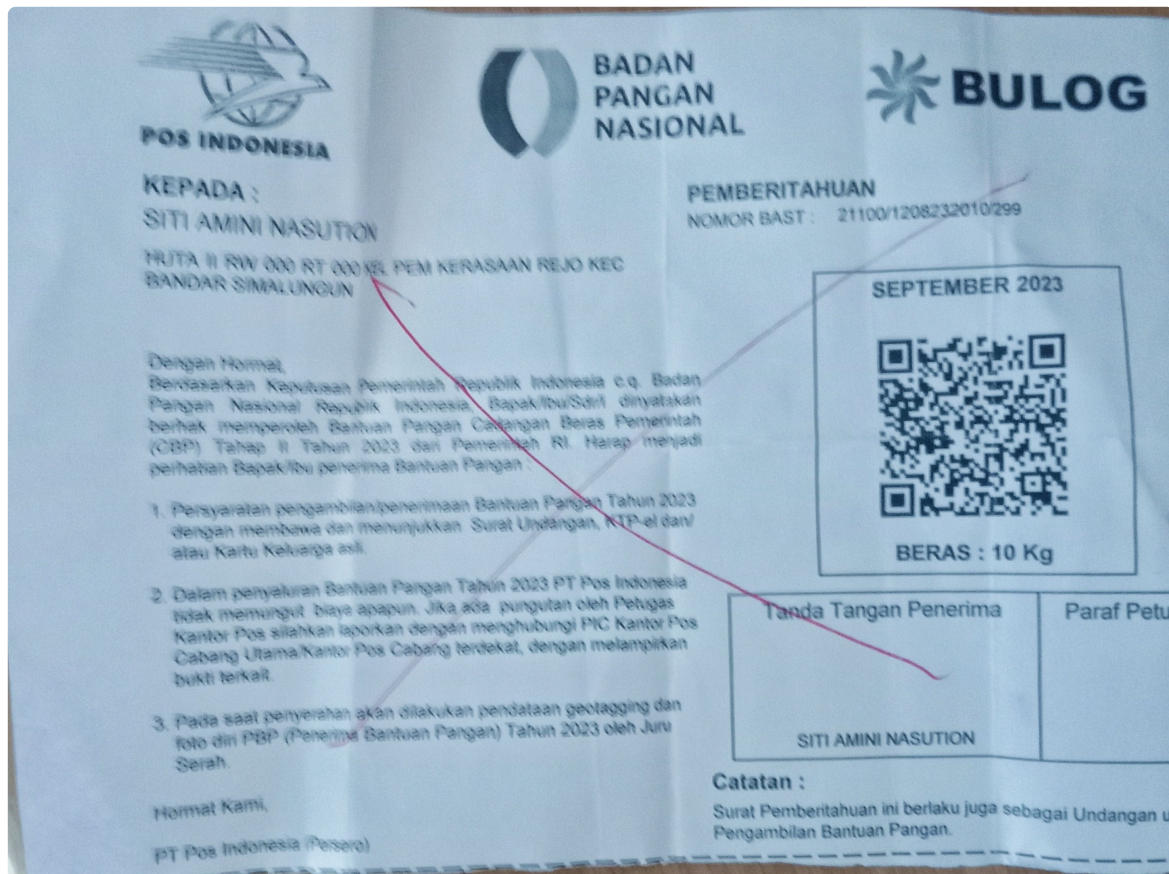 POS INDONESIA
BADAN
PANGAN
NASIONAL
BULOG
KEPADA :
SITI AMINI NASUTION
HUTA II RW 000 RT 000 KEL PEM KERASAAN REJO KEC
BANDAR SIMALUNGUN
PEMBERITAHUAN
NOMOR BAST : 21100/1208232010/299
SEPTEMBER 2023
BERAS : 10 Kg
Dengan Hormat,
Berdasarkan Keputusan Pemerintah Republik Indonesia c.q. Badan
Pangan Nasional Republik Indonesia, Bapak/Ibu/Sdr/i dinyatakan
berhak memperoleh Bantuan Pangan Cadangan Beras Pemerintah
(CBP) Tahap II Tahun 2023 dari Pemerintah RI. Harap menjadi
perhatian Bapak/Ibu penerima Bantuan Pangan :
1. Persyaratan pengambilan/penerimaan Bantuan Pangan Tahun 2023
dengan membawa dan menunjukkan Surat Undangan, KTP-el dan/
atau Kartu Keluarga asli.
2. Dalam penyaluran Bantuan Pangan Tahun 2023 PT Pos Indonesia
tidak memungut biaya apapun. Jika ada pungutan oleh Petugas
Kantor Pos silahkan laporkan dengan menghubungi PIC Kantor Pos
Cabang Utama/Kantor Pos Cabang terdekat, dengan melampirkan
bukti terkait.
3. Pada saat penyerahan akan dilakukan pendataan geotagging dan
foto diri PBP (Penerima Bantuan Pangan) Tahun 2023 oleh Juru
Serah.
Hormat Kami,
PT Pos Indonesia (Persero)
Tanda Tangan Penerima
Paraf Petu
SITI AMINI NASUTION
Catatan :
Surat Pemberitahuan ini berlaku juga sebagai Undangan u
Pengambilan Bantuan Pangan.